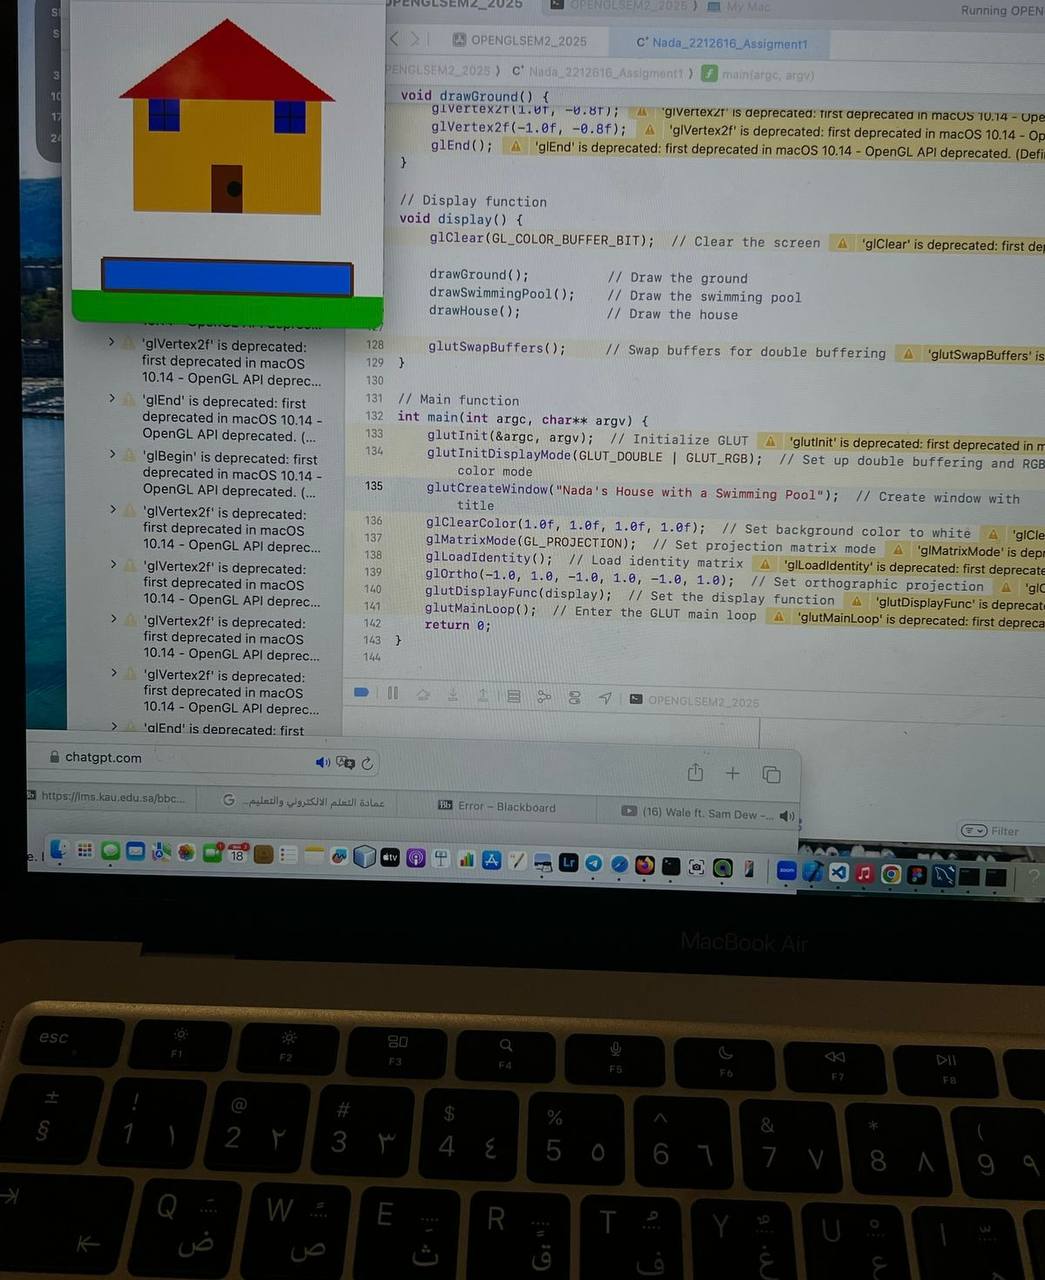 OPENGLSEM2_2025
OPENGLSEM2_2025 ⟩ My Mac
Running OPEN
OPENGLSEM2_2025
C⁺ Nada_2212616_Assigment1
PENGLSEM2_2025 ⟩ C⁺ Nada_2212616_Assigment1 ⟩ f main(argc, argv)
void drawGround() {
glVertex2f(1.0f, -0.8f); 'glVertex2f' is deprecated: first deprecated in macOS 10.14 - Ope
glVertex2f(-1.0f, -0.8f); 'glVertex2f' is deprecated: first deprecated in macOS 10.14 - Op
glEnd(); 'glEnd' is deprecated: first deprecated in macOS 10.14 - OpenGL API deprecated. (Defi
}
// Display function
void display() {
glClear(GL_COLOR_BUFFER_BIT); // Clear the screen 'glClear' is deprecated: first de
drawGround(); // Draw the ground
drawSwimmingPool(); // Draw the swimming pool
drawHouse(); // Draw the house
128 glutSwapBuffers(); // Swap buffers for double buffering 'glutSwapBuffers' is
129 }
130
131 // Main function
132 int main(int argc, char** argv) {
133 glutInit(&argc, argv); // Initialize GLUT 'glutInit' is deprecated: first deprecated in m
134 glutInitDisplayMode(GLUT_DOUBLE | GLUT_RGB); // Set up double buffering and RGB
color mode
135 glutCreateWindow("Nada's House with a Swimming Pool"); // Create window with
title
136 glClearColor(1.0f, 1.0f, 1.0f, 1.0f); // Set background color to white 'glCle
137 glMatrixMode(GL_PROJECTION); // Set projection matrix mode 'glMatrixMode' is depr
138 glLoadIdentity(); // Load identity matrix 'glLoadIdentity' is deprecated: first deprecate
139 glOrtho(-1.0, 1.0, -1.0, 1.0, -1.0, 1.0); // Set orthographic projection 'glO
140 glutDisplayFunc(display); // Set the display function 'glutDisplayFunc' is deprecat
141 glutMainLoop(); // Enter the GLUT main loop 'glutMainLoop' is deprecated: first depreca
142 return 0;
143 }
144
'glVertex2f' is deprecated:
first deprecated in macOS
10.14 - OpenGL API deprec...
'glEnd' is deprecated: first
deprecated in macOS 10.14 -
OpenGL API deprecated. (...
'glBegin' is deprecated: first
deprecated in macOS 10.14 -
OpenGL API deprecated. (...
'glVertex2f' is deprecated:
first deprecated in macOS
10.14 - OpenGL API deprec...
'glVertex2f' is deprecated:
first deprecated in macOS
10.14 - OpenGL API deprec...
'glVertex2f' is deprecated:
first deprecated in macOS
10.14 - OpenGL API deprec...
'glVertex2f' is deprecated:
first deprecated in macOS
10.14 - OpenGL API deprec...
'glEnd' is deprecated: first
OPENGLSEM2_2025
chatgpt.com
https://lms.kau.edu.sa/bbc...
عمادة التعلم الالكتروني والتعليم...
Bb Error – Blackboard
(16) Wale ft. Sam Dew -...
Filter
18
tv
Lr
zoom
MacBook Air
esc F1 F2 F3 F4 F5 F6 F7 F8
± § ! 1 ١ @ 2 ٢ # 3 ٣ $ 4 ٤ % 5 ٥ ^ 6 ٦ & 7 ٧ * 8 ٨ ( 9 ٩
Q ض W ص E ث R ق T ف Y غ U ع I